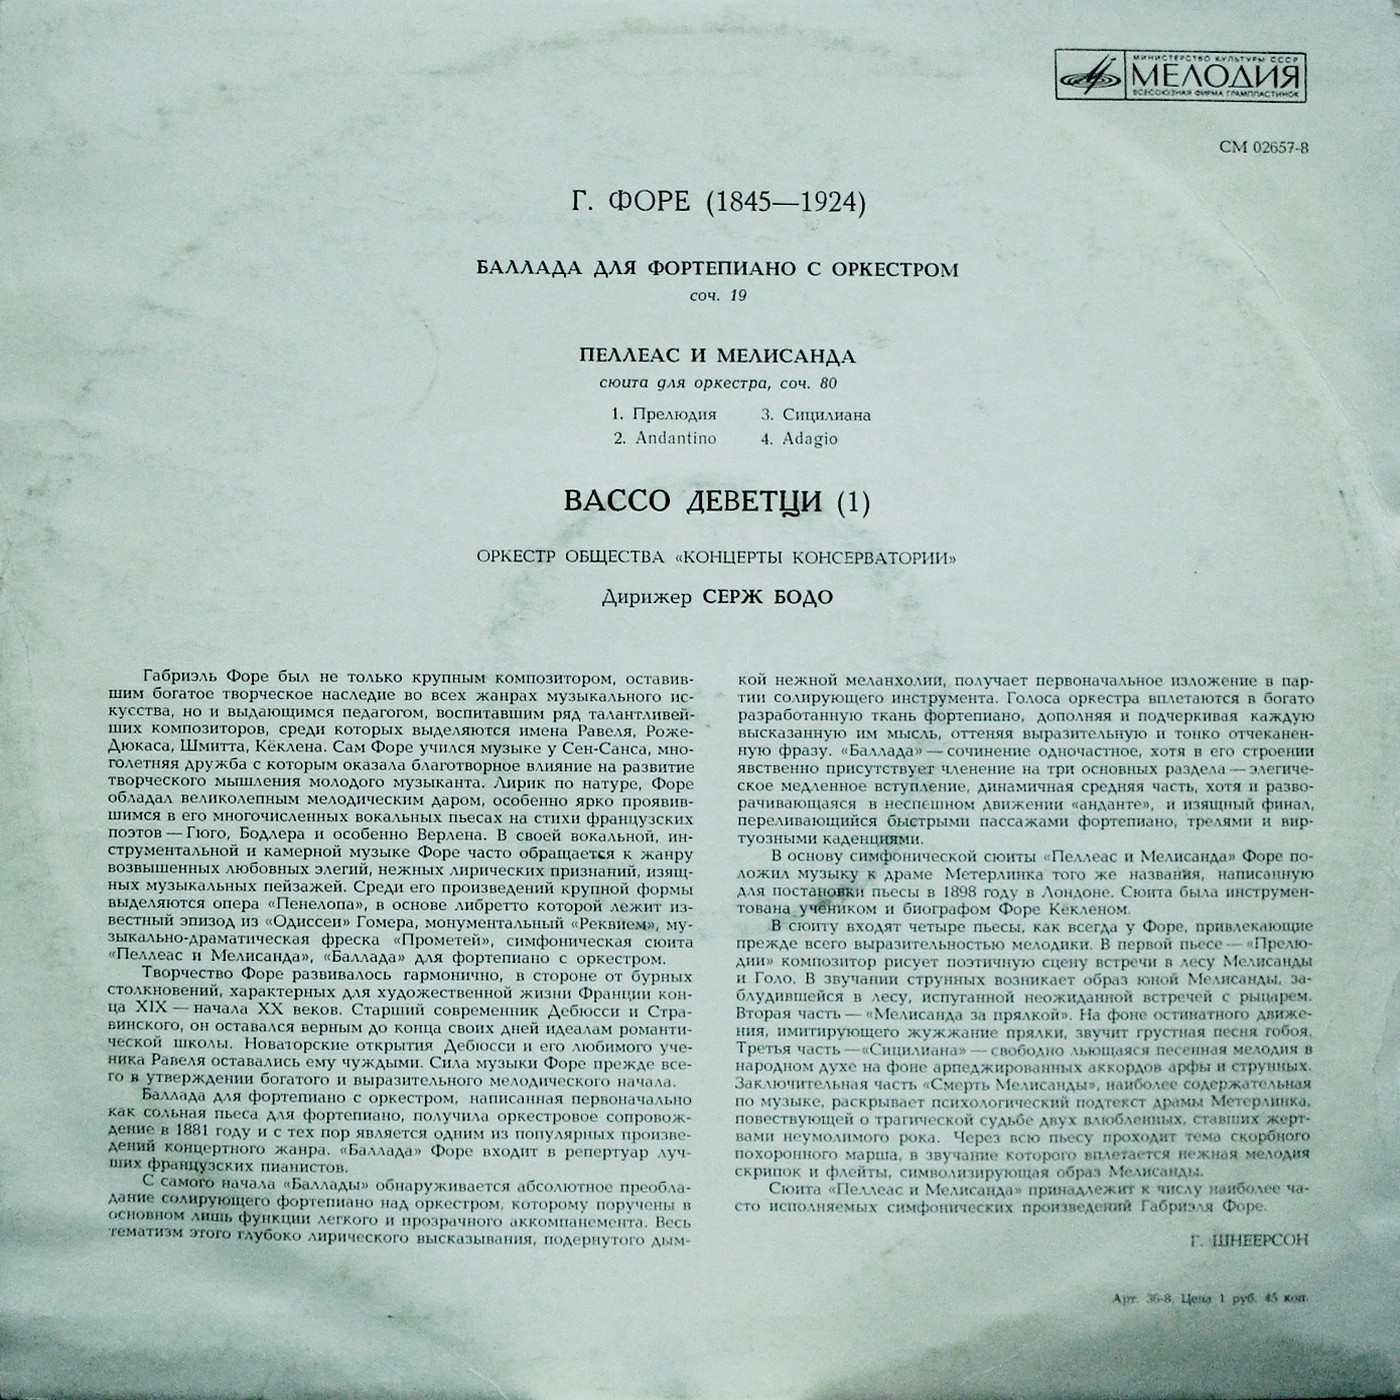 МИНИСТЕРСТВО КУЛЬТУРЫ СССР
МЕЛОДИЯ
ВСЕСОЮЗНАЯ ФИРМА ГРАМПЛАСТИНОК
СМ 02657-8
Г. ФОРЕ (1845—1924)
БАЛЛАДА ДЛЯ ФОРТЕПИАНО С ОРКЕСТРОМ
соч. 19
ПЕЛЛЕАС И МЕЛИСАНДА
сюита для оркестра, соч. 80
1. Прелюдия 3. Сицилиана
2. Andantino 4. Adagio
ВАССО ДЕВЕТЦИ (1)
ОРКЕСТР ОБЩЕСТВА «КОНЦЕРТЫ КОНСЕРВАТОРИИ»
Дирижер СЕРЖ БОДО
Габриэль Форе был не только крупным композитором, оставив-
шим богатое творческое наследие во всех жанрах музыкального ис-
кусства, но и выдающимся педагогом, воспитавшим ряд талантливей-
ших композиторов, среди которых выделяются имена Равеля, Роже-
Дюкаса, Шмитта, Кёклена. Сам Форе учился музыке у Сен-Санса, мно-
голетняя дружба с которым оказала благотворное влияние на развитие
творческого мышления молодого музыканта. Лирик по натуре, Форе
обладал великолепным мелодическим даром, особенно ярко проявив-
шимся в его многочисленных вокальных пьесах на стихи французских
поэтов — Гюго, Бодлера и особенно Верлена. В своей вокальной, ин-
струментальной и камерной музыке Форе часто обращается к жанру
возвышенных любовных элегий, нежных лирических признаний, изящ-
ных музыкальных пейзажей. Среди его произведений крупной формы
выделяются опера «Пенелопа», в основе либретто которой лежит из-
вестный эпизод из «Одиссеи» Гомера, монументальный «Реквием», му-
зыкально-драматическая фреска «Прометей», симфоническая сюита
«Пеллеас и Мелисанда», «Баллада» для фортепиано с оркестром.
Творчество Форе развивалось гармонично, в стороне от бурных
столкновений, характерных для художественной жизни Франции кон-
ца XIX — начала XX веков. Старший современник Дебюсси и Стра-
винского, он оставался верным до конца своих дней идеалам романти-
ческой школы. Новаторские открытия Дебюсси и его любимого уче-
ника Равеля оставались ему чуждыми. Сила музыки Форе прежде все-
го в утверждении богатого и выразительного мелодического начала.
Баллада для фортепиано с оркестром, написанная первоначально
как сольная пьеса для фортепиано, получила оркестровое сопровож-
дение в 1881 году и с тех пор является одним из популярных произве-
дений концертного жанра. «Баллада» Форе входит в репертуар луч-
ших французских пианистов.
С самого начала «Баллады» обнаруживается абсолютное преобла-
дание солирующего фортепиано над оркестром, которому поручены в
основном лишь функции легкого и прозрачного аккомпанемента. Весь
тематизм этого глубоко лирического высказывания, подернутого дым-
кой нежной меланхолии, получает первоначальное изложение в пар-
тии солирующего инструмента. Голоса оркестра вплетаются в богато
разработанную ткань фортепиано, дополняя и подчеркивая каждую
высказанную им мысль, оттеняя выразительную и тонко отчеканен-
ную фразу. «Баллада» — сочинение одночастное, хотя в его строении
явственно присутствует членение на три основных раздела — элегиче-
ское медленное вступление, динамичная средняя часть, хотя и разво-
рачивающаяся в неспешном движении «анданте», и изящный финал,
переливающийся быстрыми пассажами фортепиано, трелями и вир-
туозными каденциями.
В основу симфонической сюиты «Пеллеас и Мелисанда» Форе по-
ложил музыку к драме Метерлинка того же названия, написанную
для постановки пьесы в 1898 году в Лондоне. Сюита была инструмен-
тована учеником и биографом Форе Кёкленом.
В сюиту входят четыре пьесы, как всегда у Форе, привлекающие
прежде всего выразительностью мелодики. В первой пьесе — «Прелю-
дии» композитор рисует поэтичную сцену встречи в лесу Мелисанды
и Голо. В звучании струнных возникает образ юной Мелисанды, за-
блудившейся в лесу, испуганной неожиданной встречей с рыцарем.
Вторая часть — «Мелисанда за прялкой». На фоне остинатного движе-
ния, имитирующего жужжание прялки, звучит грустная песня гобоя.
Третья часть — «Сицилиана» — свободно льющаяся песенная мелодия в
народном духе на фоне арпеджированных аккордов арфы и струнных.
Заключительная часть «Смерть Мелисанды», наиболее содержательная
по музыке, раскрывает психологический подтекст драмы Метерлинка,
повествующей о трагической судьбе двух влюбленных, ставших жерт-
вами неумолимого рока. Через всю пьесу проходит тема скорбного
похоронного марша, в звучание которого вплетается нежная мелодия
скрипок и флейты, символизирующая образ Мелисанды.
Сюита «Пеллеас и Мелисанда» принадлежит к числу наиболее ча-
сто исполняемых симфонических произведений Габриэля Форе.
Г. ШНЕЕРСОН
Арт. 36-8. Цена 1 руб. 45 коп.